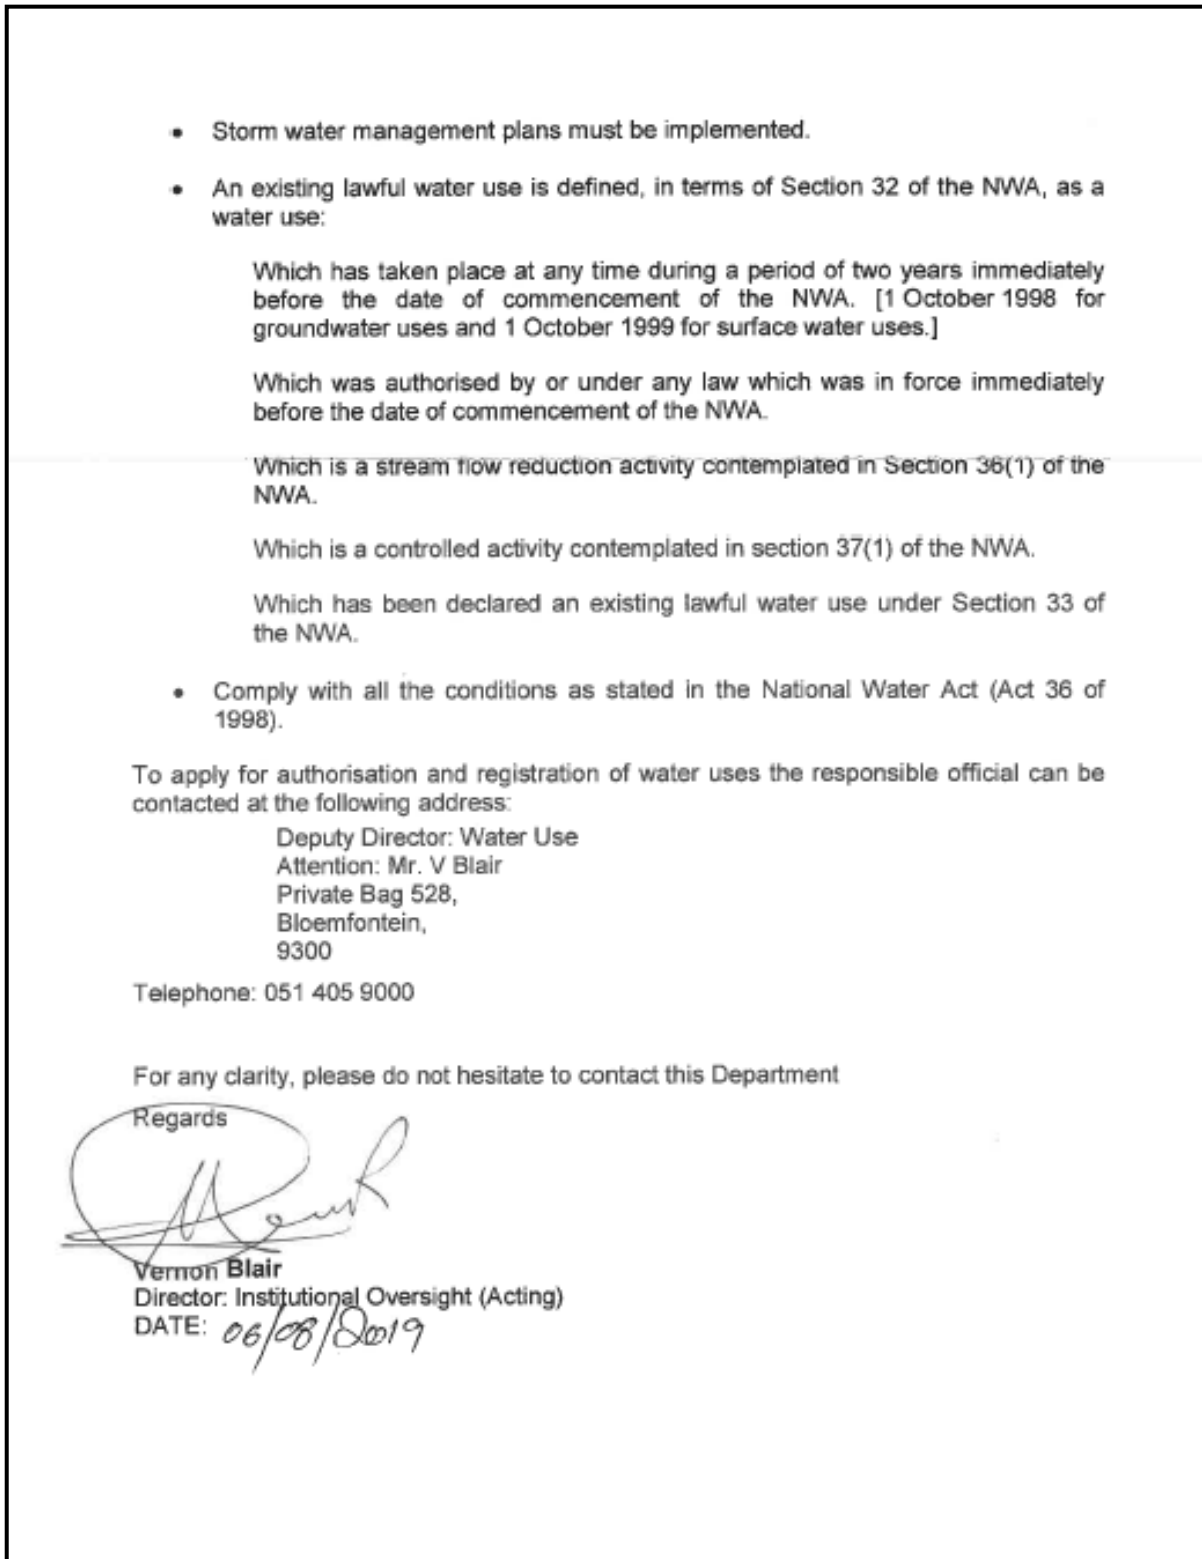 • Storm water management plans must be implemented.
• An existing lawful water use is defined, in terms of Section 32 of the NWA, as a
water use:
Which has taken place at any time during a period of two years immediately
before the date of commencement of the NWA. [1 October 1998 for
groundwater uses and 1 October 1999 for surface water uses.]
Which was authorised by or under any law which was in force immediately
before the date of commencement of the NWA.
Which is a stream flow reduction activity contemplated in Section 36(1) of the
NWA.
Which is a controlled activity contemplated in section 37(1) of the NWA.
Which has been declared an existing lawful water use under Section 33 of
the NWA.
• Comply with all the conditions as stated in the National Water Act (Act 36 of
1998).
To apply for authorisation and registration of water uses the responsible official can be
contacted at the following address:
Deputy Director: Water Use
Attention: Mr. V Blair
Private Bag 528,
Bloemfontein,
9300
Telephone: 051 405 9000
For any clarity, please do not hesitate to contact this Department
Regards
Vernon Blair
Director: Institutional Oversight (Acting)
DATE: 06/08/2019